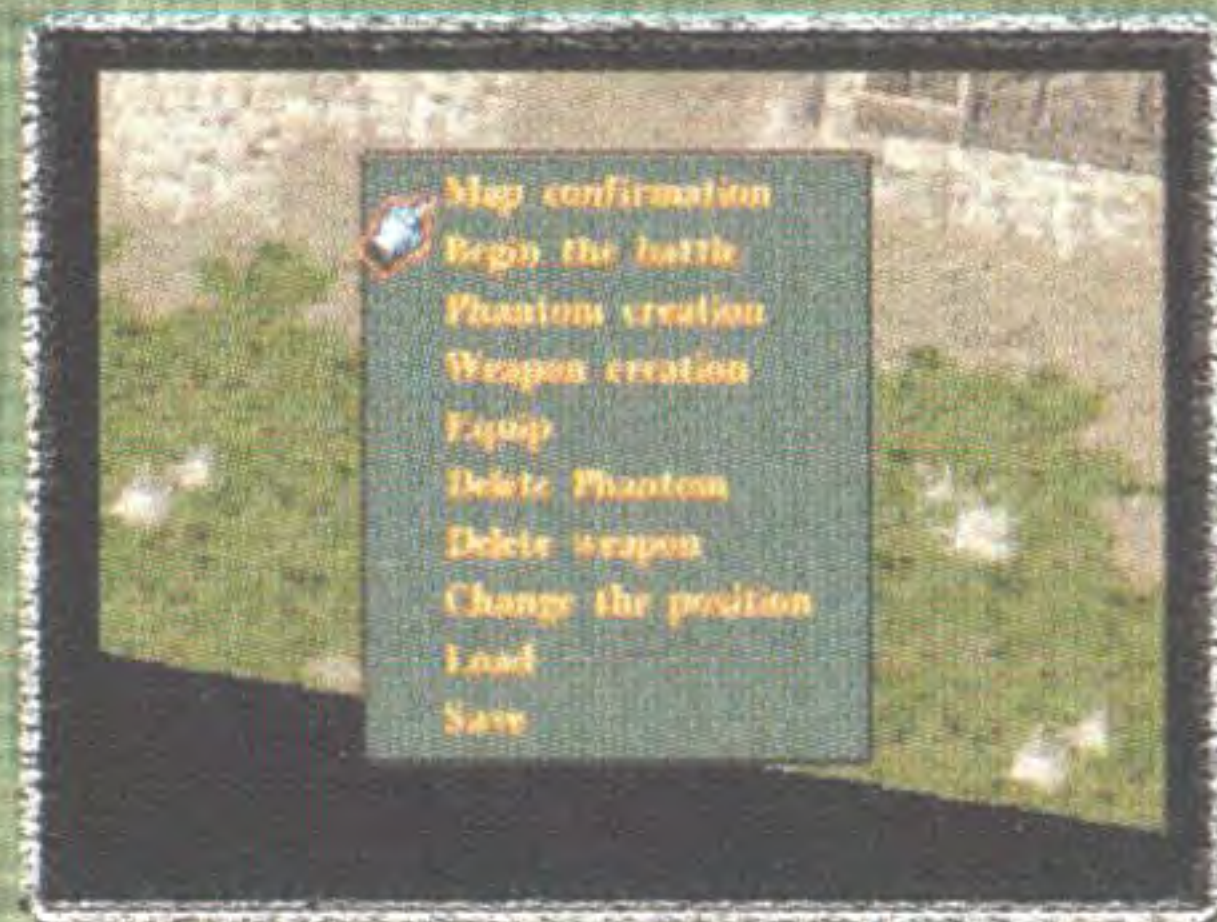 Map confirmation
Begin the battle
Phantom creation
Weapon creation
Equip
Delete Phantom
Delete weapon
Change the position
Load
Save